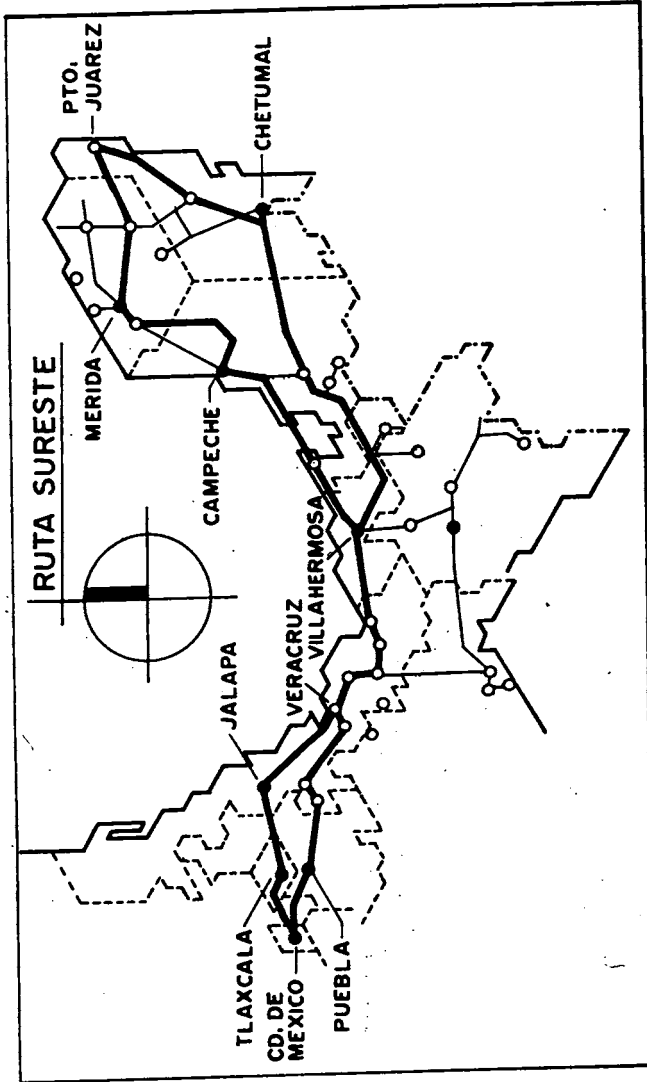 RUTA SURESTE
PTO.
JUAREZ
MERIDA
CHETUMAL
CAMPECHE
JALAPA
VERACRUZ
VILLAHERMOSA
TLAXCALA
CD. DE
MEXICO
PUEBLA